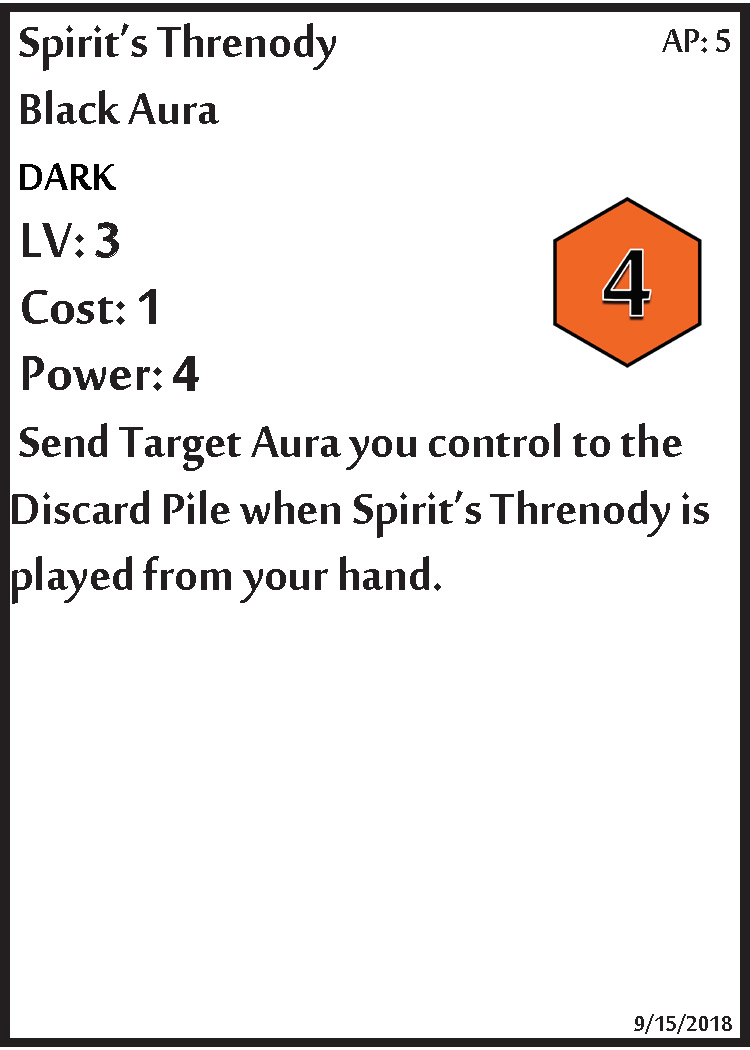 Spirit’s Threnody
AP: 5
Black Aura
DARK
LV: 3
Cost: 1
4
Power: 4
Send Target Aura you control to the
Discard Pile when Spirit’s Threnody is
played from your hand.
9/15/2018